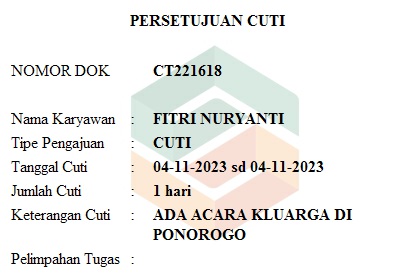 PERSETUJUAN CUTI
NOMOR DOK CT221618
Nama Karyawan : FITRI NURYANTI
Tipe Pengajuan : CUTI
Tanggal Cuti : 04-11-2023 sd 04-11-2023
Jumlah Cuti : 1 hari
Keterangan Cuti : ADA ACARA KLUARGA DI
PONOROGO
Pelimpahan Tugas :